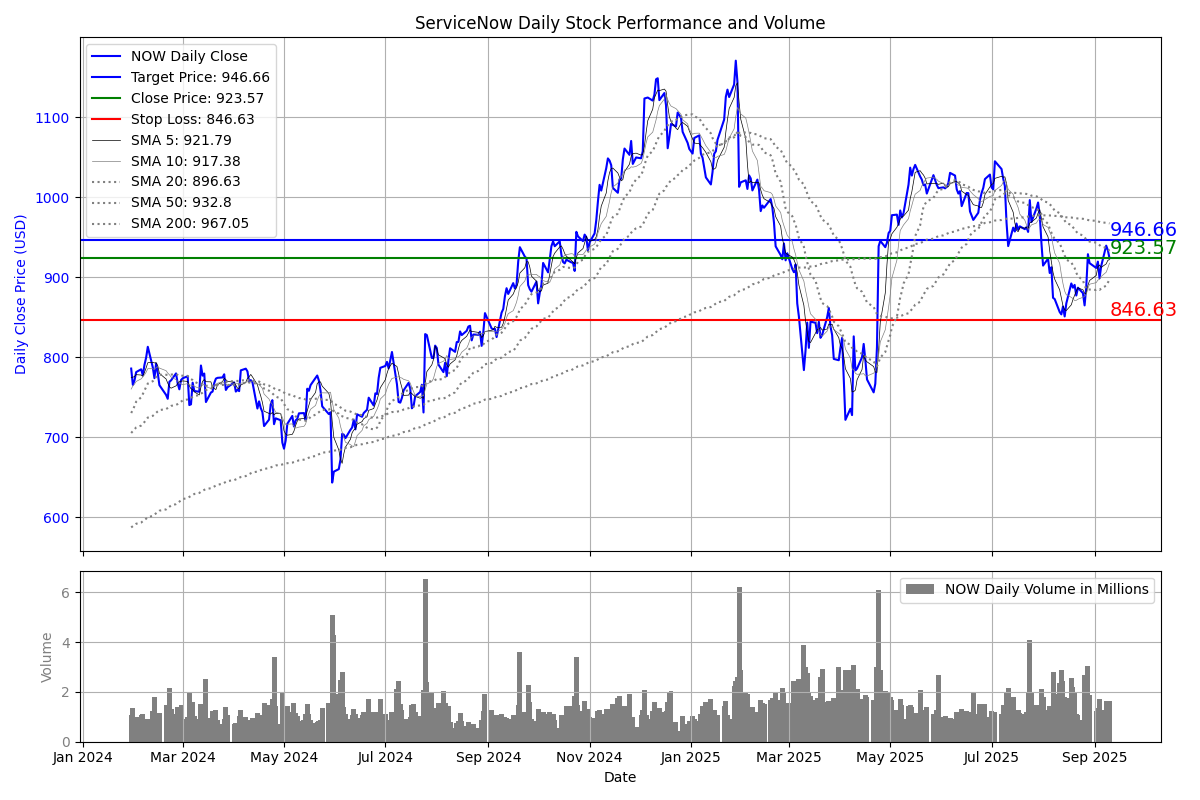 ServiceNow Daily Stock Performance and Volume
NOW Daily Close
Target Price: 946.66
Close Price: 923.57
Stop Loss: 846.63
SMA 5: 921.79
SMA 10: 917.38
SMA 20: 896.63
SMA 50: 932.8
SMA 200: 967.05
Daily Close Price (USD)
1100
1000
900
800
700
600
946.66
923.57
846.63
NOW Daily Volume in Millions
Volume
6
4
2
0
Jan 2024
Mar 2024
May 2024
Jul 2024
Sep 2024
Nov 2024
Jan 2025
Mar 2025
May 2025
Jul 2025
Sep 2025
Date